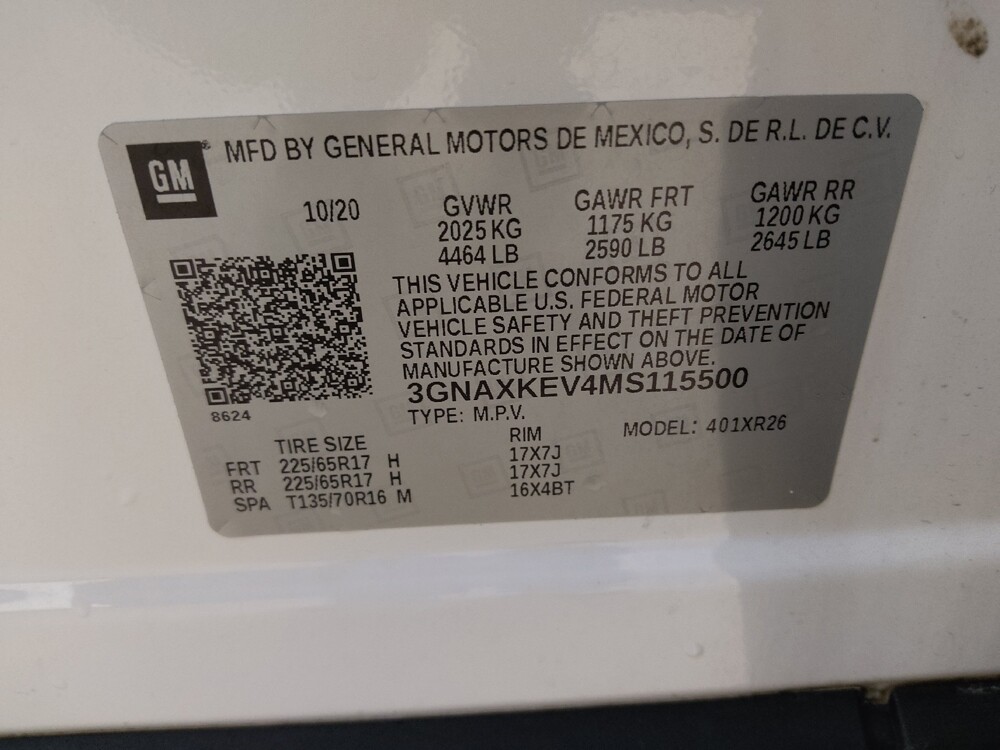 GM
MFD BY GENERAL MOTORS DE MEXICO, S. DE R.L. DE C.V.
10/20
GVWR
2025 KG
4464 LB
GAWR FRT
1175 KG
2590 LB
GAWR RR
1200 KG
2645 LB
THIS VEHICLE CONFORMS TO ALL
APPLICABLE U.S. FEDERAL MOTOR
VEHICLE SAFETY AND THEFT PREVENTION
STANDARDS IN EFFECT ON THE DATE OF
MANUFACTURE SHOWN ABOVE.
3GNAXKEV4MS115500
8624
TYPE: M.P.V.
MODEL: 401XR26
TIRE SIZE RIM
FRT 225/65R17 H 17X7J
RR 225/65R17 H 17X7J
SPA T135/70R16 M 16X4BT